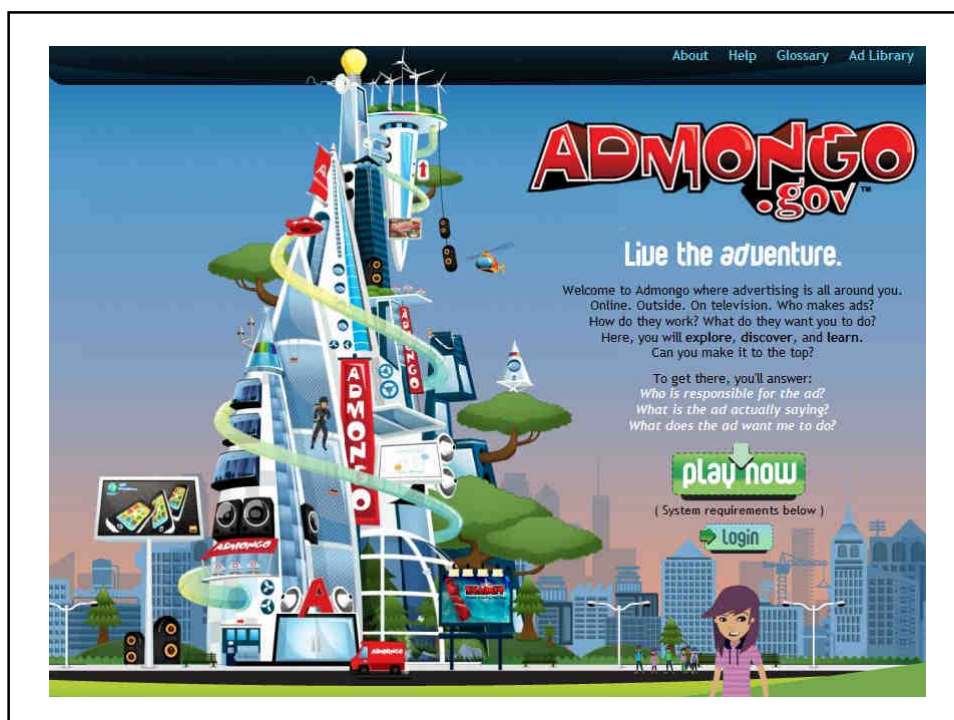 About Help Glossary Ad Library
ADMONGO
.gov™
Live the adventure.
Welcome to Admongo where advertising is all around you.
Online. Outside. On television. Who makes ads?
How do they work? What do they want you to do?
Here, you will explore, discover, and learn.
Can you make it to the top?
To get there, you'll answer:
Who is responsible for the ad?
What is the ad actually saying?
What does the ad want me to do?
play now
( System requirements below )
login
A
ADMONGO
ADMONGO
ADMONGO
A
ADMONGO